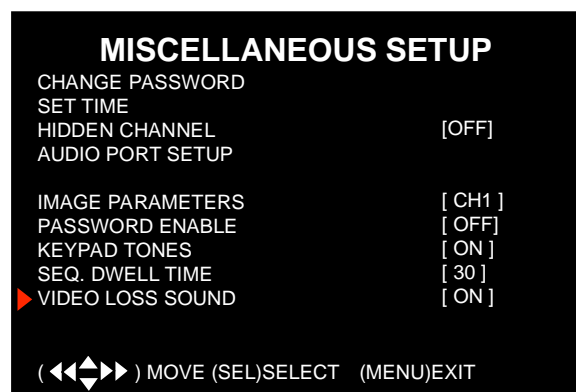 MISCELLANEOUS SETUP
CHANGE PASSWORD
SET TIME
HIDDEN CHANNEL [OFF]
AUDIO PORT SETUP
IMAGE PARAMETERS [ CH1 ]
PASSWORD ENABLE [ OFF]
KEYPAD TONES [ ON ]
SEQ. DWELL TIME [ 30 ]
VIDEO LOSS SOUND [ ON ]
( ) MOVE (SEL)SELECT (MENU)EXIT